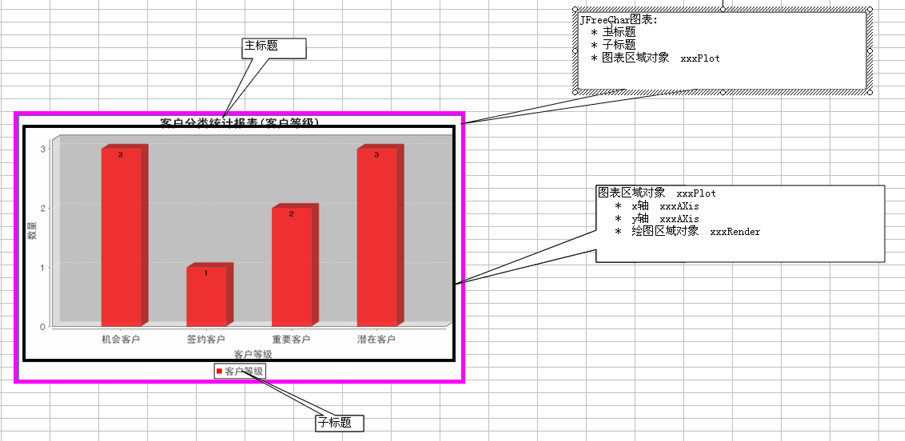 主标题
JFreeChar图表:
* 主标题
* 子标题
* 图表区域对象 xxxPlot
客户分类统计报表(客户等级)
3
2
1
0
数量
3
1
2
3
机会客户
签约客户
重要客户
潜在客户
客户等级
客户等级
子标题
图表区域对象 xxxPlot
* x轴 xxxAXis
* y轴 xxxAXis
* 绘图区域对象 xxxRender